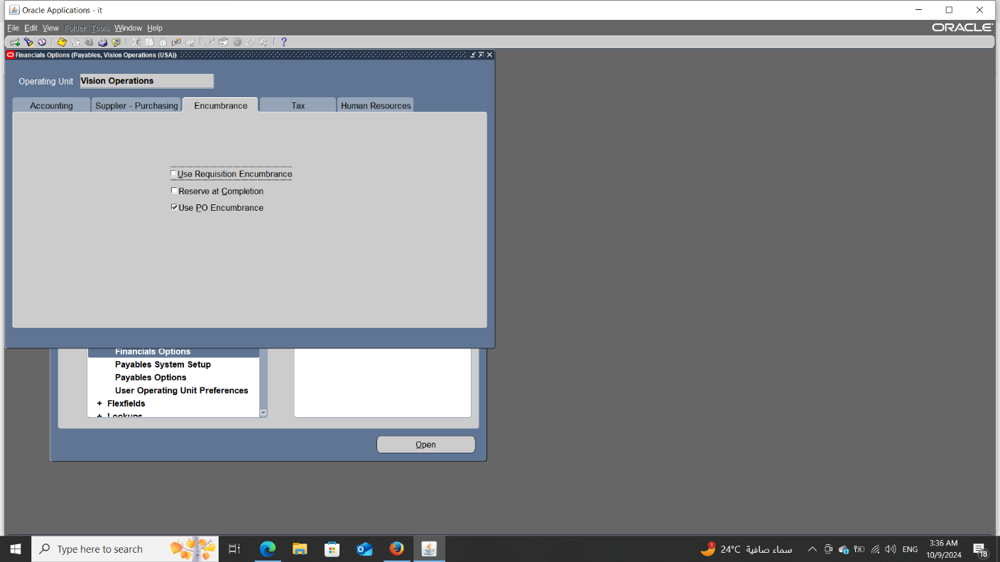 Oracle Applications - it
File Edit View Folder Tools Window Help
ORACLE
Financials Options (Payables, Vision Operations (USA))
Operating Unit Vision Operations
Accounting Supplier - Purchasing Encumbrance Tax Human Resources
Use Requisition Encumbrance
Reserve at Completion
Use PO Encumbrance
Financials Options
Payables System Setup
Payables Options
User Operating Unit Preferences
+ Flexfields
+ Lookups
Open
Type here to search
1
24°C سماء صافية
ENG
3:36 AM
10/9/2024
18